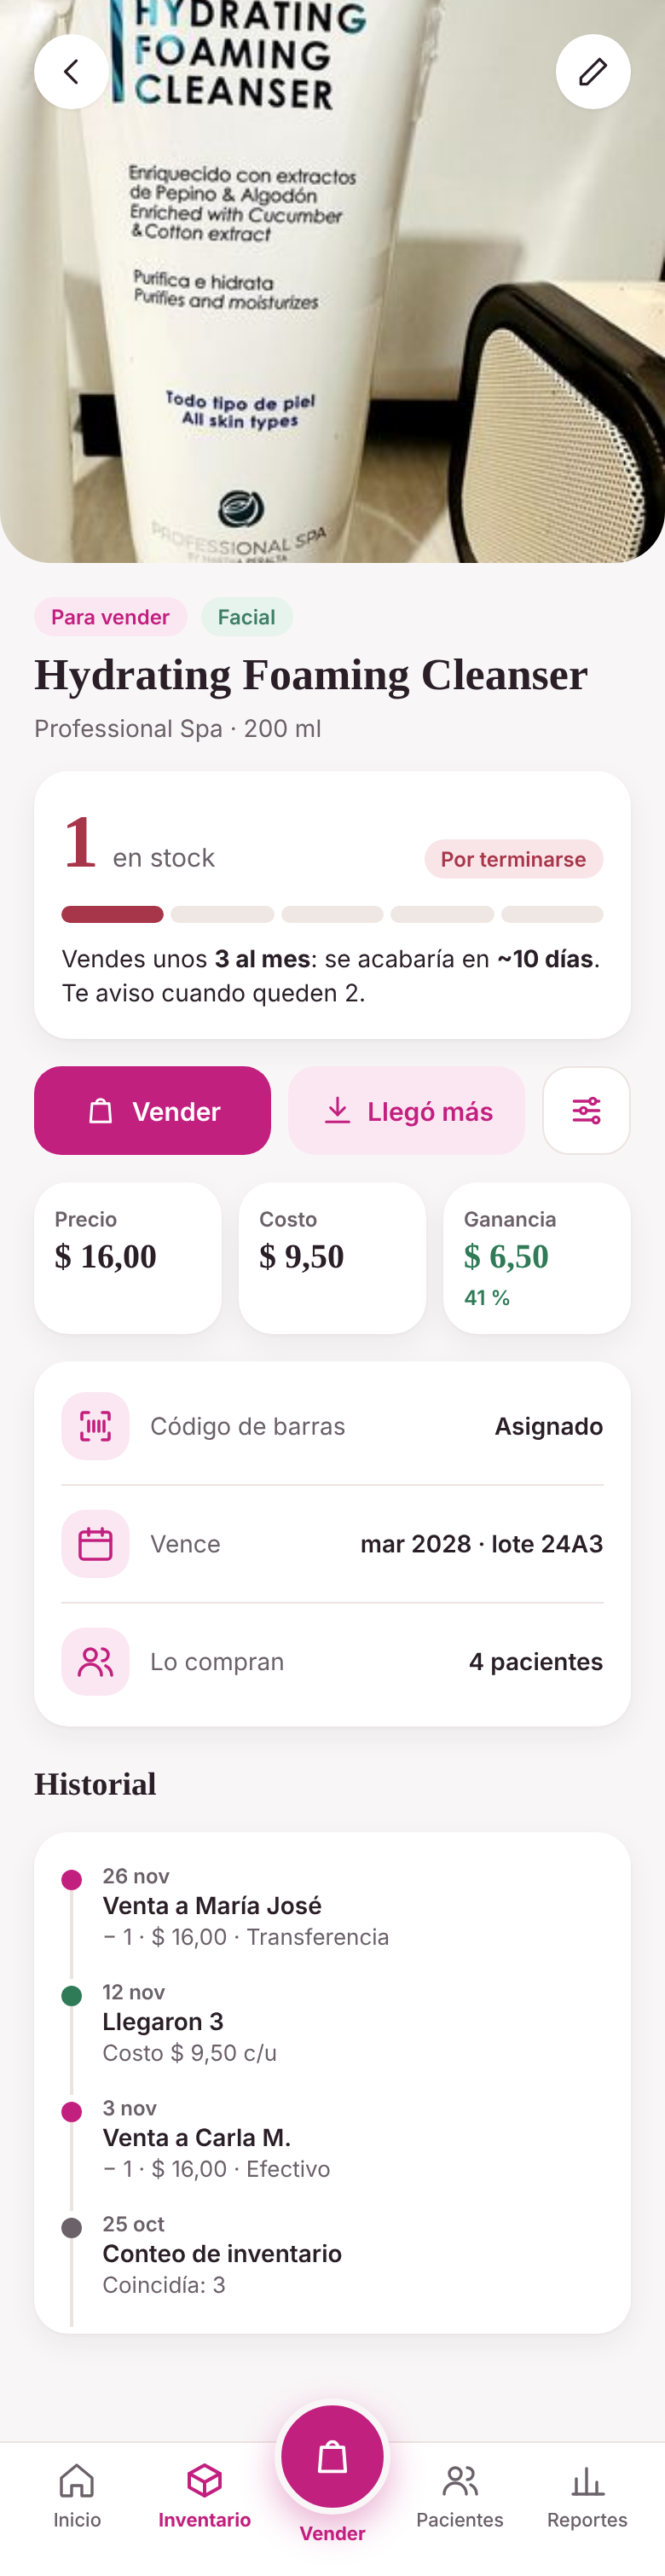 HYDRATING
FOAMING
CLEANSER
Enriquecido con extractos
de Pepino & Algodón
Enriched with Cucumber
& Cotton extract
Purifica e hidrata
Purifies and moisturizes
Todo tipo de piel
All skin types
PROFESSIONAL SPA
BY MARTHA PERALTA
Para vender
Facial
Hydrating Foaming Cleanser
Professional Spa · 200 ml
1 en stock
Por terminarse
Vendes unos 3 al mes: se acabaría en ~10 días.
Te aviso cuando queden 2.
Vender
Llegó más
Precio
$ 16,00
Costo
$ 9,50
Ganancia
$ 6,50
41 %
Código de barras
Asignado
Vence
mar 2028 · lote 24A3
Lo compran
4 pacientes
Historial
26 nov
Venta a María José
− 1 · $ 16,00 · Transferencia
12 nov
Llegaron 3
Costo $ 9,50 c/u
3 nov
Venta a Carla M.
− 1 · $ 16,00 · Efectivo
25 oct
Conteo de inventario
Coincidía: 3
Inicio
Inventario
Vender
Pacientes
Reportes